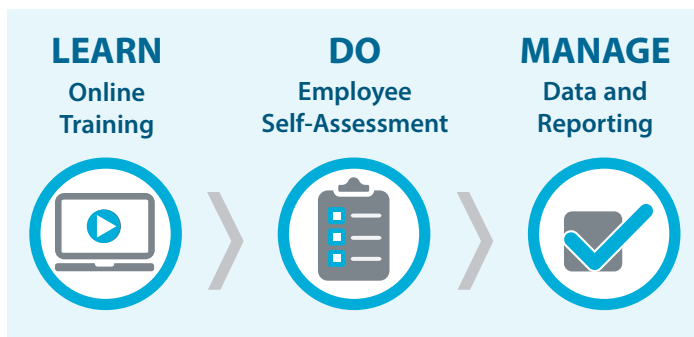 LEARN
Online
Training
DO
Employee
Self-Assessment
MANAGE
Data and
Reporting